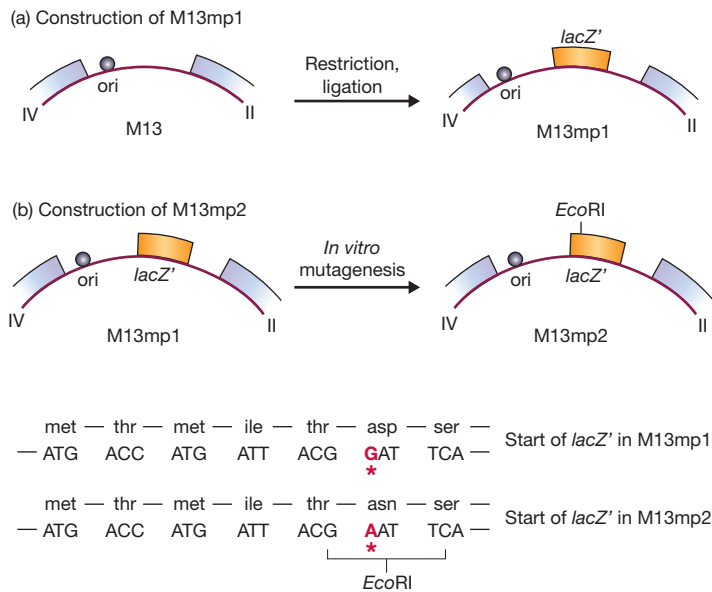 (a) Construction of M13mp1
lacZ'
Restriction,
ligation
ori
ori
IV
II
IV
II
M13
M13mp1
(b) Construction of M13mp2
EcoRI
In vitro
mutagenesis
ori
lacZ'
ori
lacZ'
IV
II
IV
II
M13mp1
M13mp2
met — thr — met — ile — thr — asp — ser —
— ATG ACC ATG ATT ACG GAT TCA —
*
Start of lacZ' in M13mp1
met — thr — met — ile — thr — asn — ser —
— ATG ACC ATG ATT ACG AAT TCA —
*
Start of lacZ' in M13mp2
EcoRI